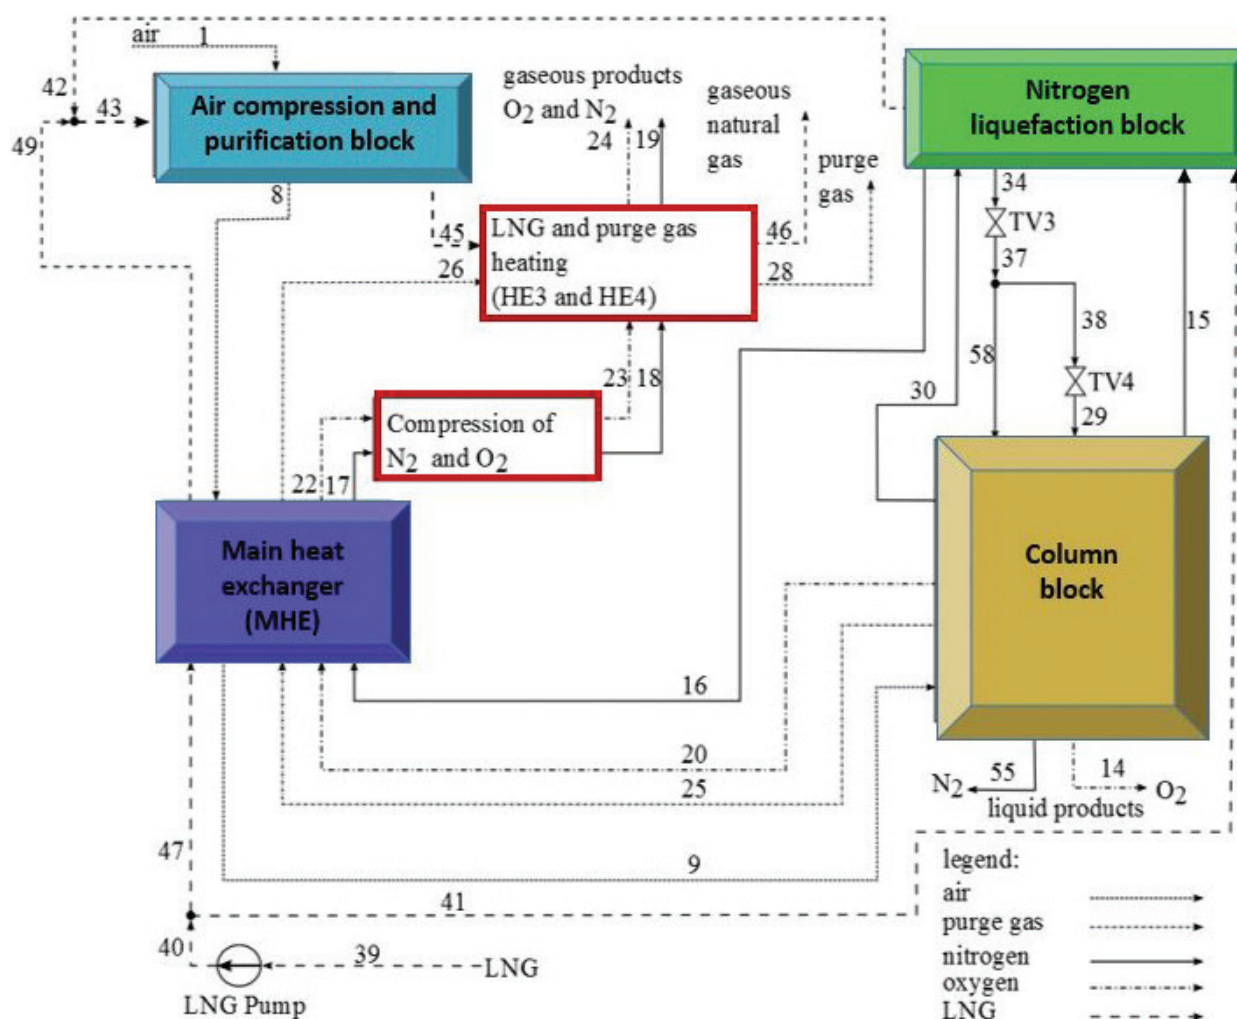 air
1
42
43
49
Air compression and
purification block
8
gaseous products
O2 and N2
24
19
gaseous
natural
gas
purge
gas
Nitrogen
liquefaction block
34
TV3
37
38
15
58
TV4
29
30
45
26
LNG and purge gas
heating
(HE3 and HE4)
46
28
23
18
Compression of
N2 and O2
22
17
Main heat
exchanger
(MHE)
Column
block
16
20
25
9
47
41
40
39
LNG
LNG Pump
N2
55
14
O2
liquid products
legend:
air
purge gas
nitrogen
oxygen
LNG